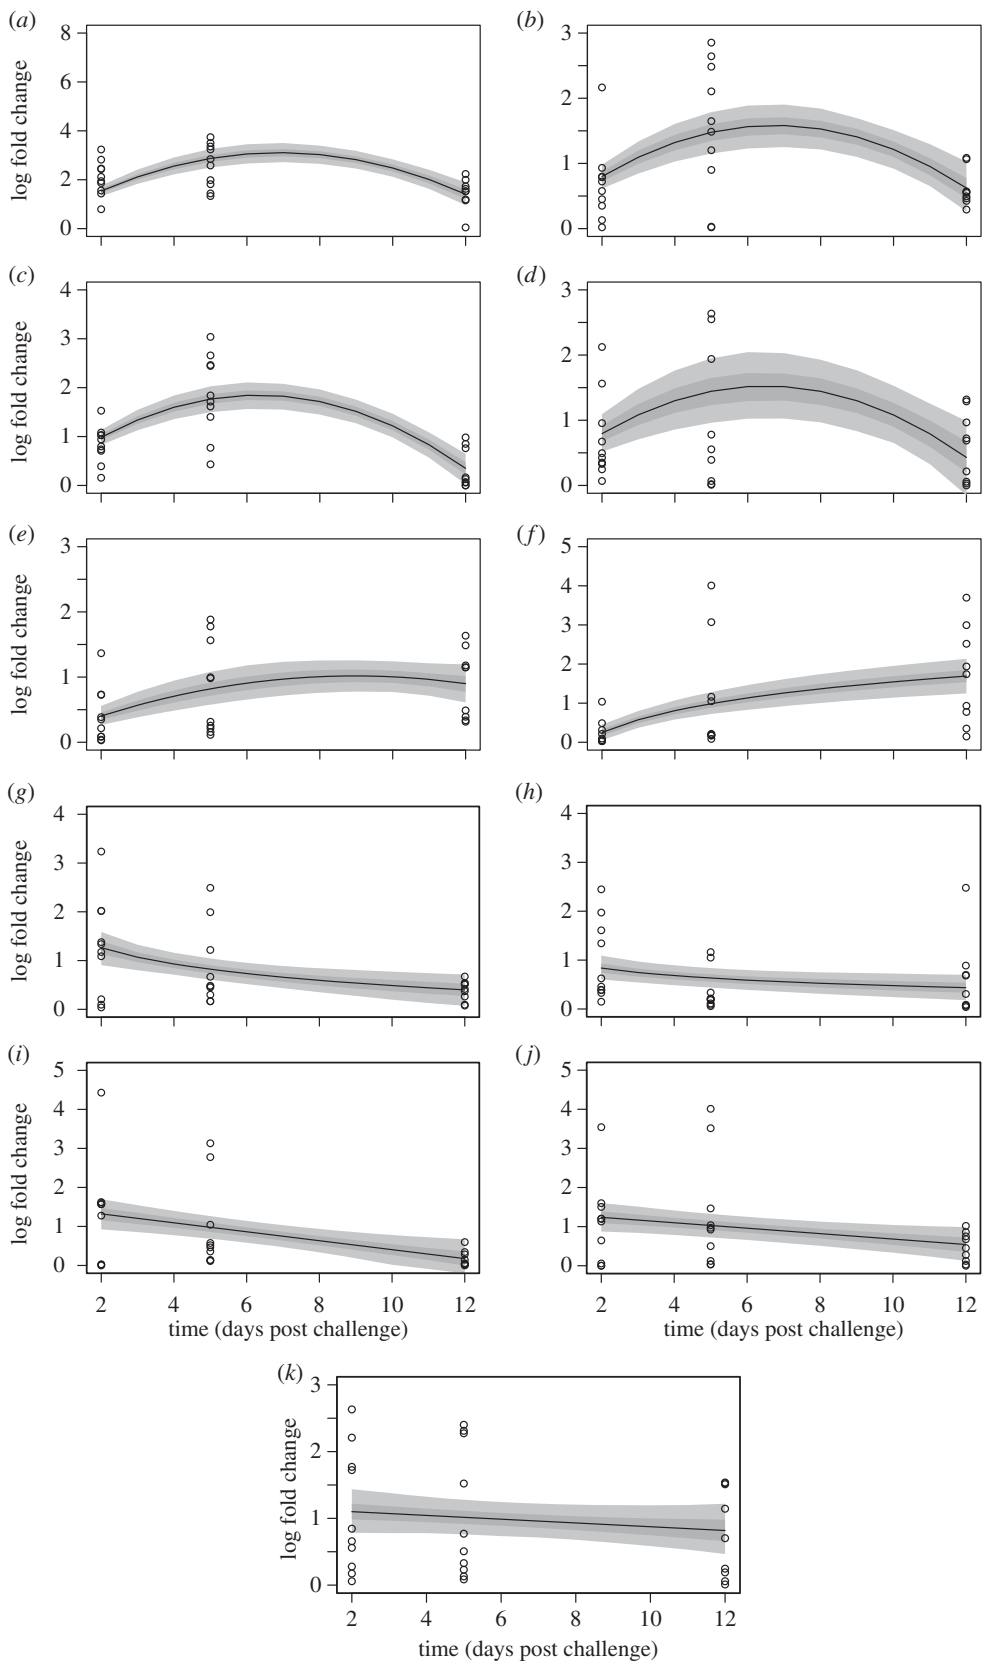 (a) (b)
log fold change 8 6 4 2 0
3 2 1 0
(c) (d)
log fold change 4 3 2 1 0
3 2 1 0
(e) (f)
log fold change 3 2 1 0
5 4 3 2 1 0
(g) (h)
log fold change 4 3 2 1 0
4 3 2 1 0
(i) (j)
log fold change 5 4 3 2 1 0
5 4 3 2 1 0
2 4 6 8 10 12 2 4 6 8 10 12
time (days post challenge) time (days post challenge)
(k)
log fold change 3 2 1 0
2 4 6 8 10 12
time (days post challenge)